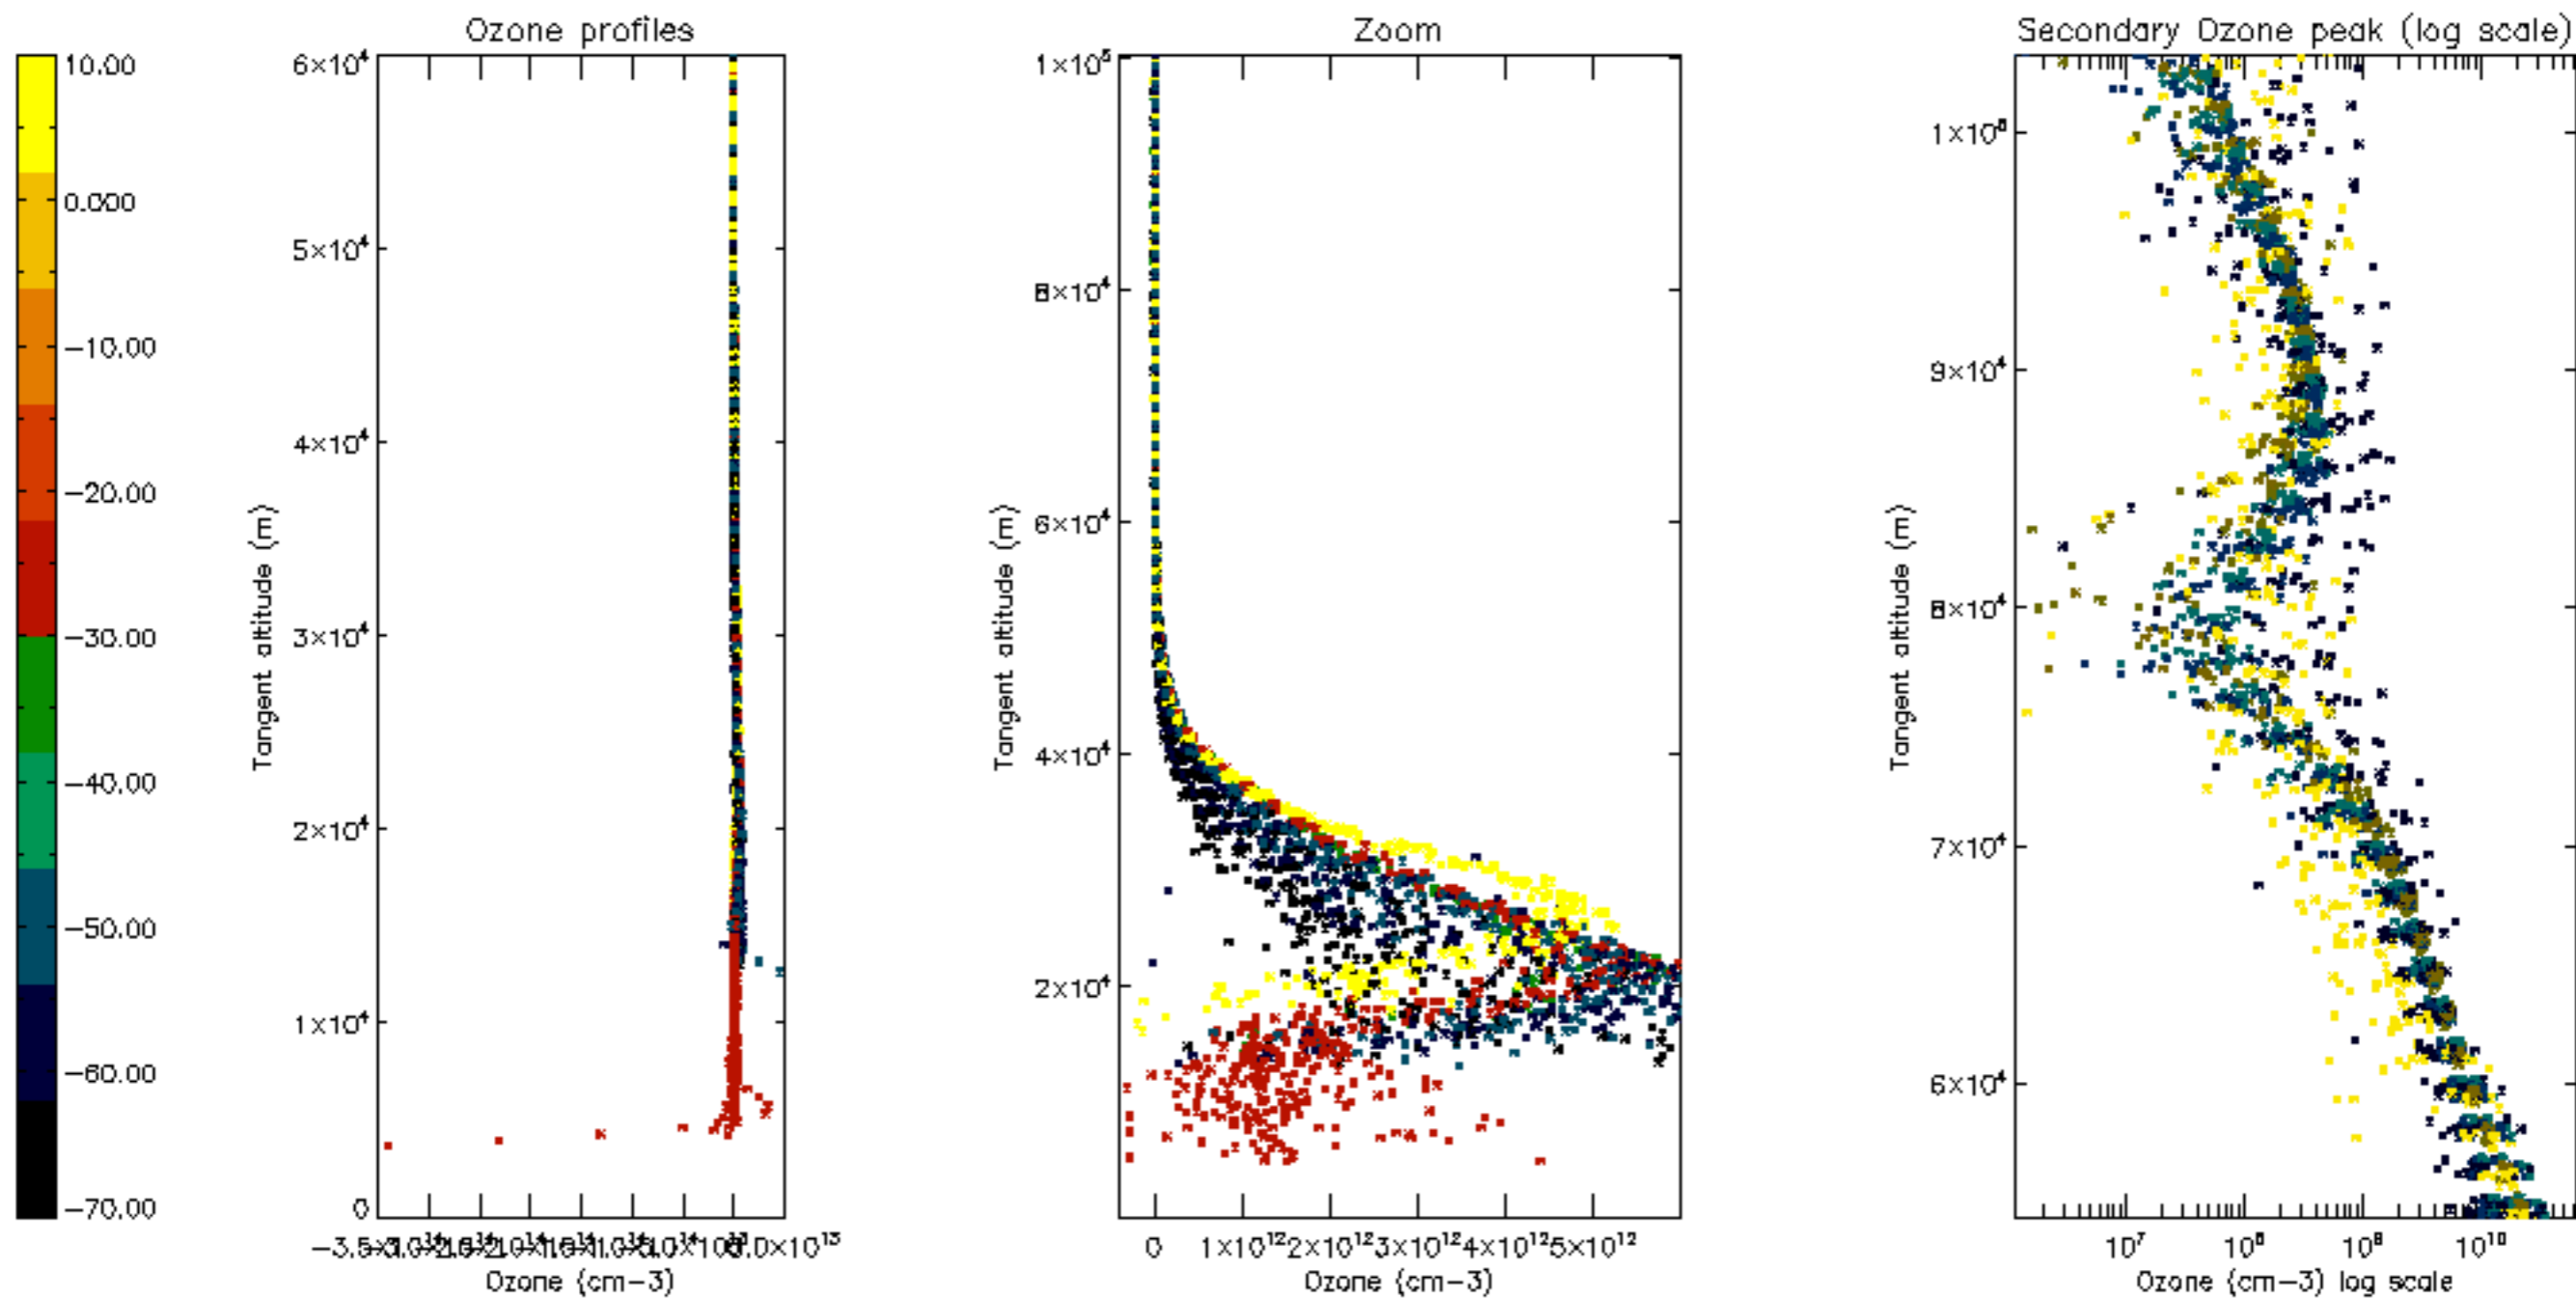 Ozone profiles
Zoom
Secondary Ozone peak (log scale)
10.00
0.000
−10.00
−20.00
−30.00
−40.00
−50.00
−60.00
−70.00
6×10⁴
5×10⁴
4×10⁴
3×10⁴
2×10⁴
1×10⁴
0
Tangent altitude (m)
5.0×10¹³
Ozone (cm−3)
1×10⁵
8×10⁴
6×10⁴
4×10⁴
2×10⁴
Tangent altitude (m)
0 1×10¹² 2×10¹² 3×10¹² 4×10¹² 5×10¹²
Ozone (cm−3)
9×10⁴
8×10⁴
7×10⁴
6×10⁴
Tangent altitude (m)
10⁷ 10⁸ 10⁹ 10¹⁰
Ozone (cm−3) log scale